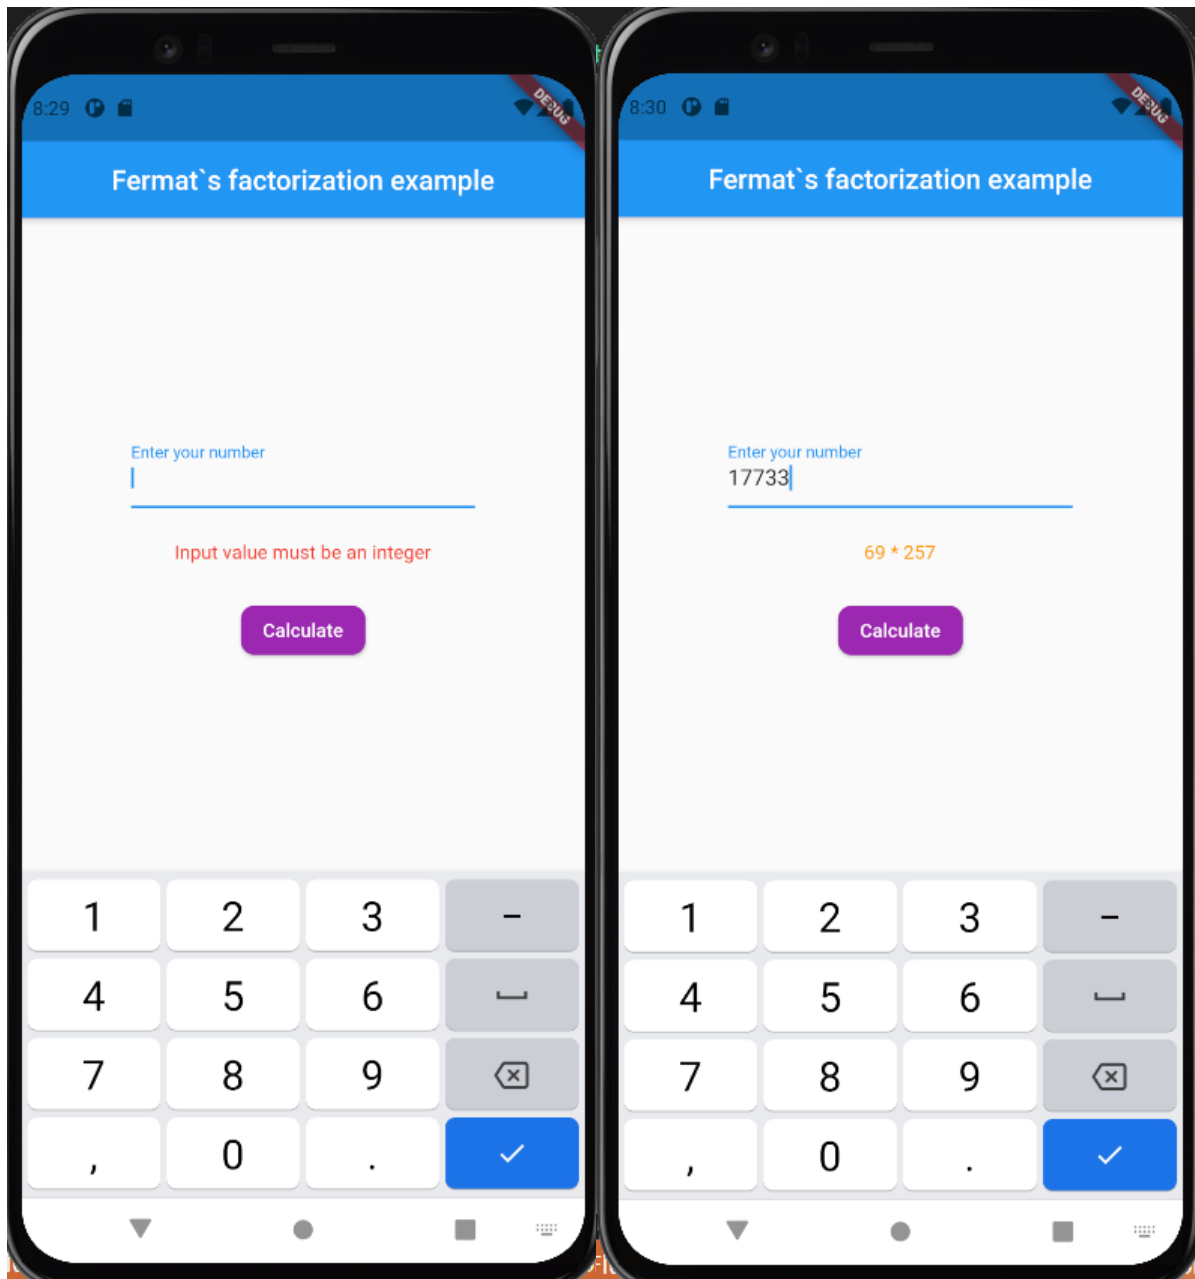 8:29
DEBUG
Fermat`s factorization example
Enter your number
Input value must be an integer
Calculate
1 2 3 –
4 5 6
7 8 9
, 0 .
8:30
DEBUG
Fermat`s factorization example
Enter your number
17733
69 * 257
Calculate
1 2 3 –
4 5 6
7 8 9
, 0 .